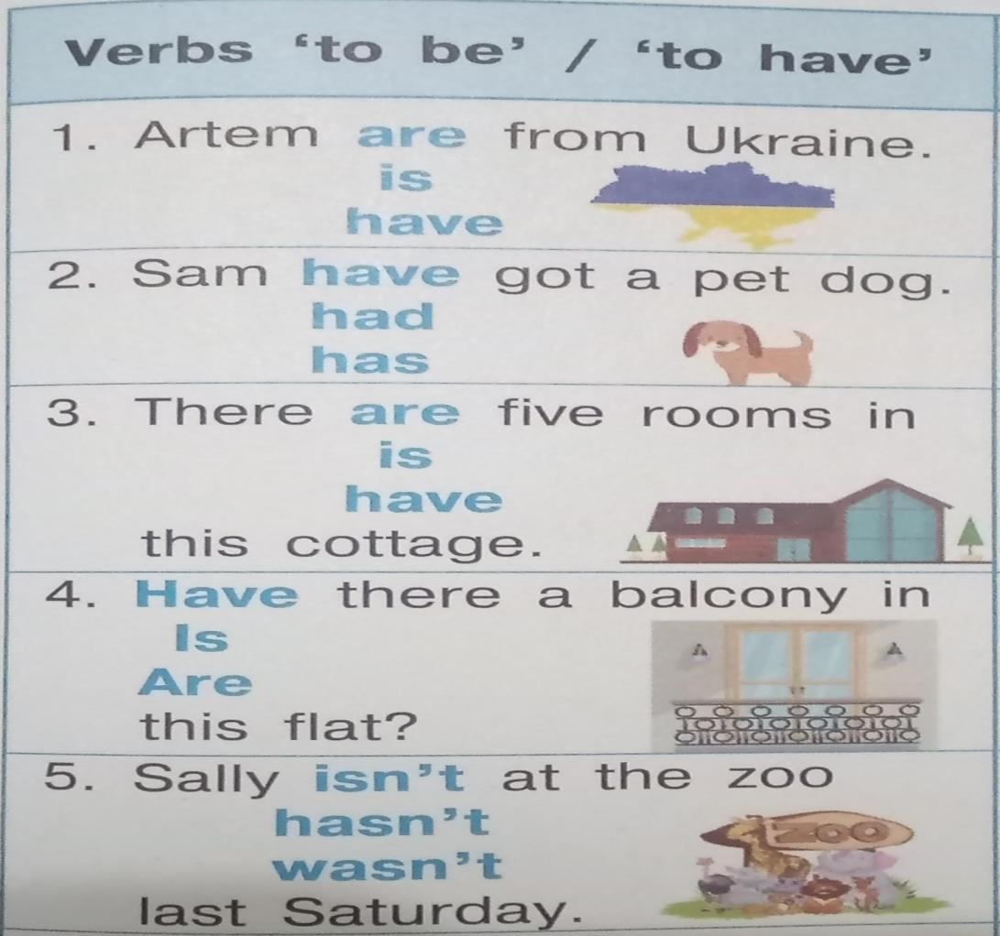 Verbs ‘to be’ / ‘to have’
1. Artem are from Ukraine.
is
have
2. Sam have got a pet dog.
had
has
3. There are five rooms in
is
have
this cottage.
4. Have there a balcony in
Is
Are
this flat?
5. Sally isn’t at the zoo
hasn’t
wasn’t
ZOO
last Saturday.